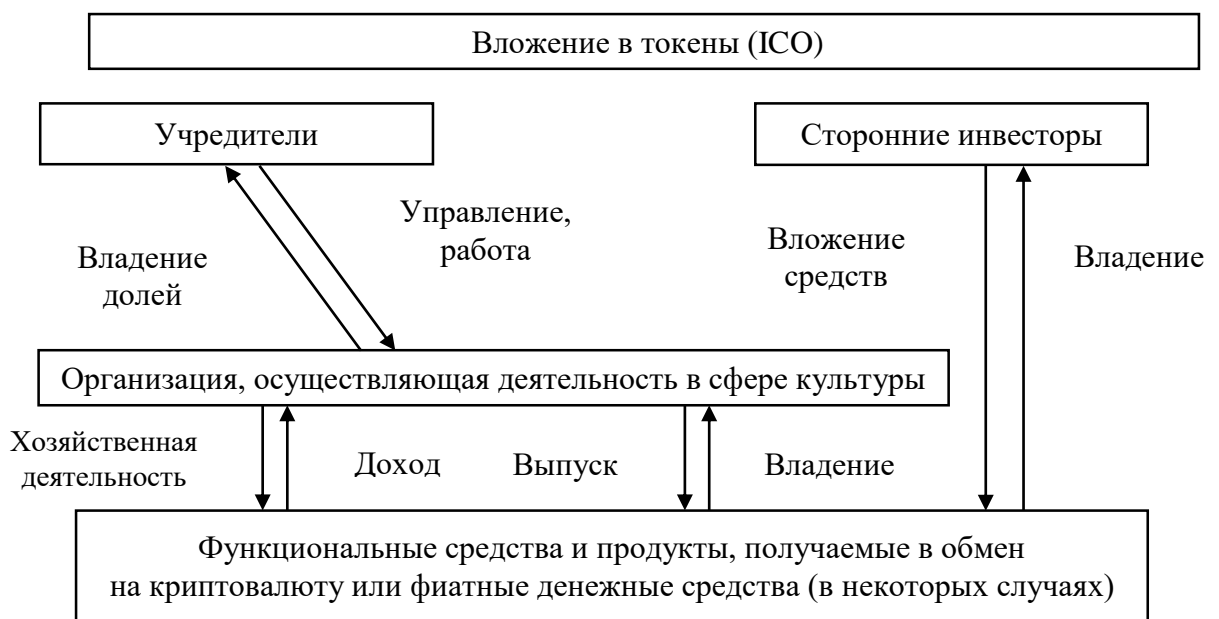 Вложение в токены (ICO)
Учредители
Сторонние инвесторы
Управление,
работа
Владение
долей
Вложение
средств
Владение
Организация, осуществляющая деятельность в сфере культуры
Хозяйственная
деятельность
Доход
Выпуск
Владение
Функциональные средства и продукты, получаемые в обмен
на криптовалюту или фиатные денежные средства (в некоторых случаях)